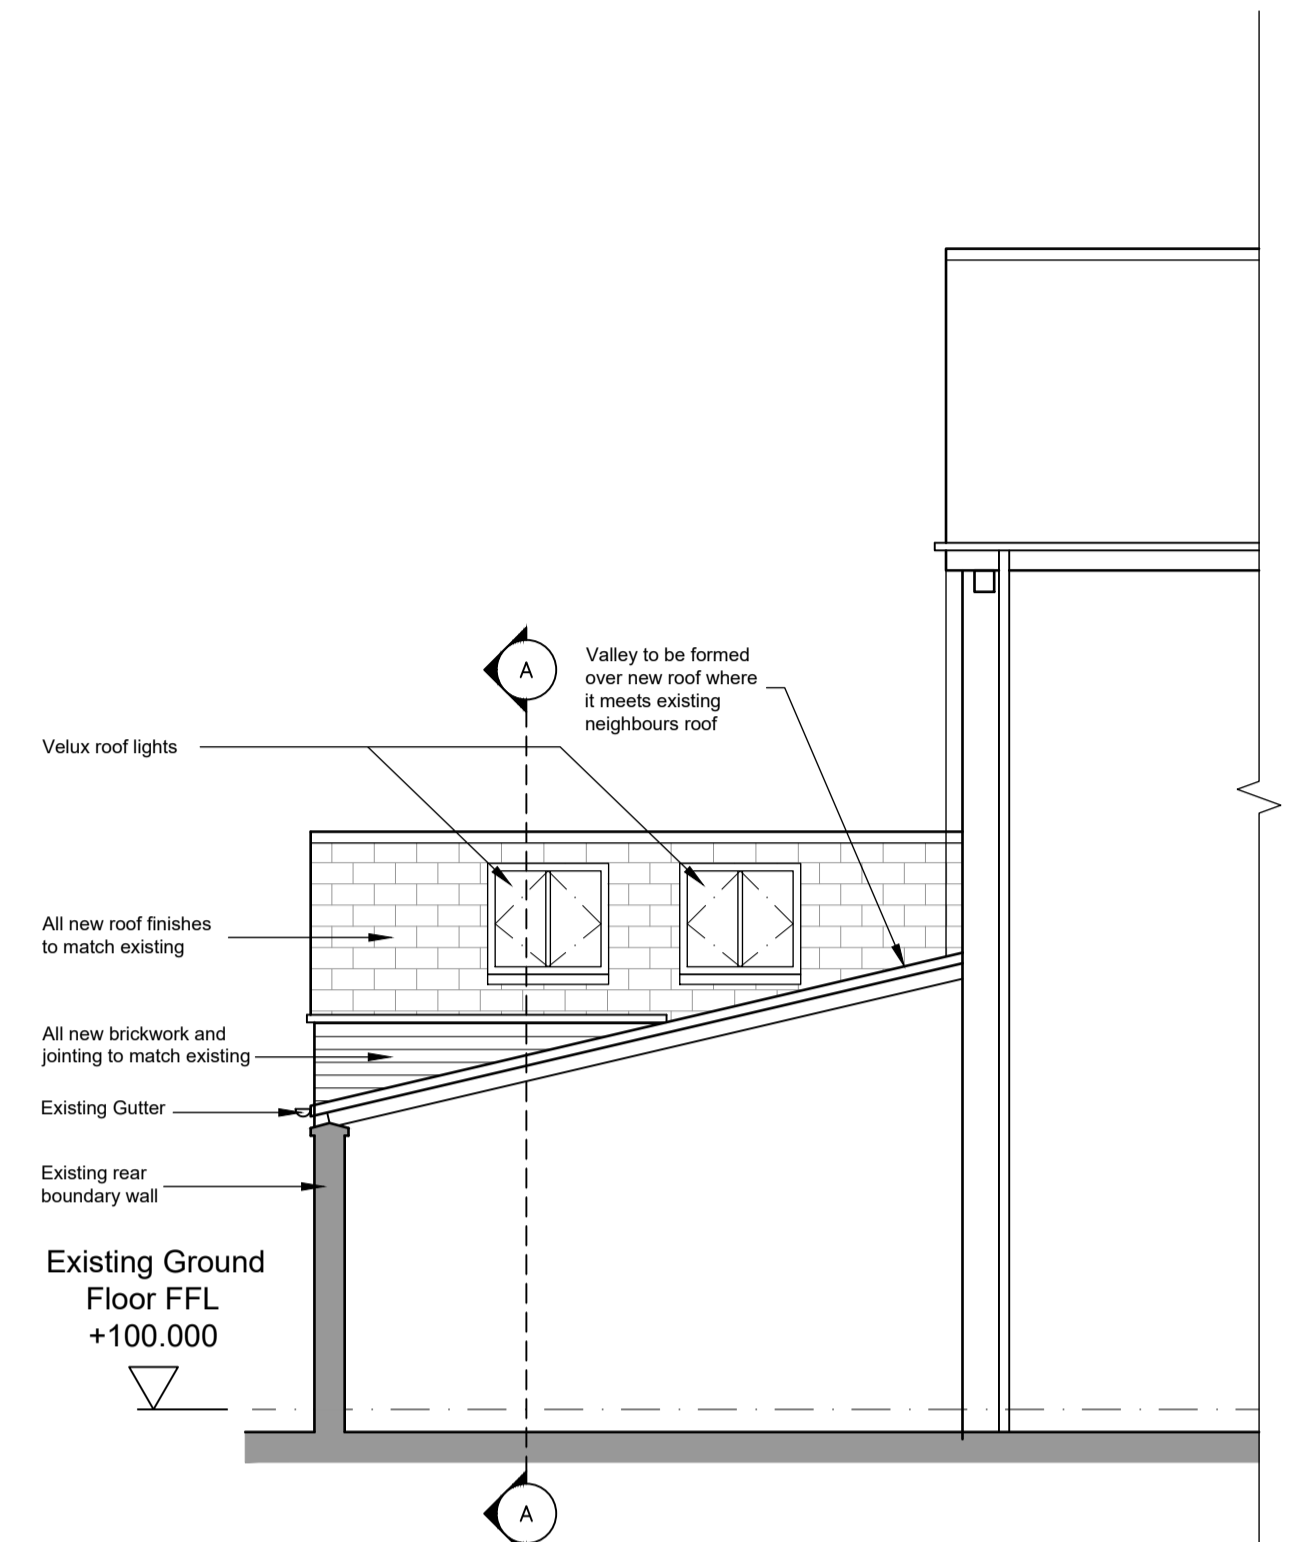 A
Valley to be formed
over new roof where
it meets existing
neighbours roof
Velux roof lights
All new roof finishes
to match existing
All new brickwork and
jointing to match existing
Existing Gutter
Existing rear
boundary wall
Existing Ground
Floor FFL
+100.000
A